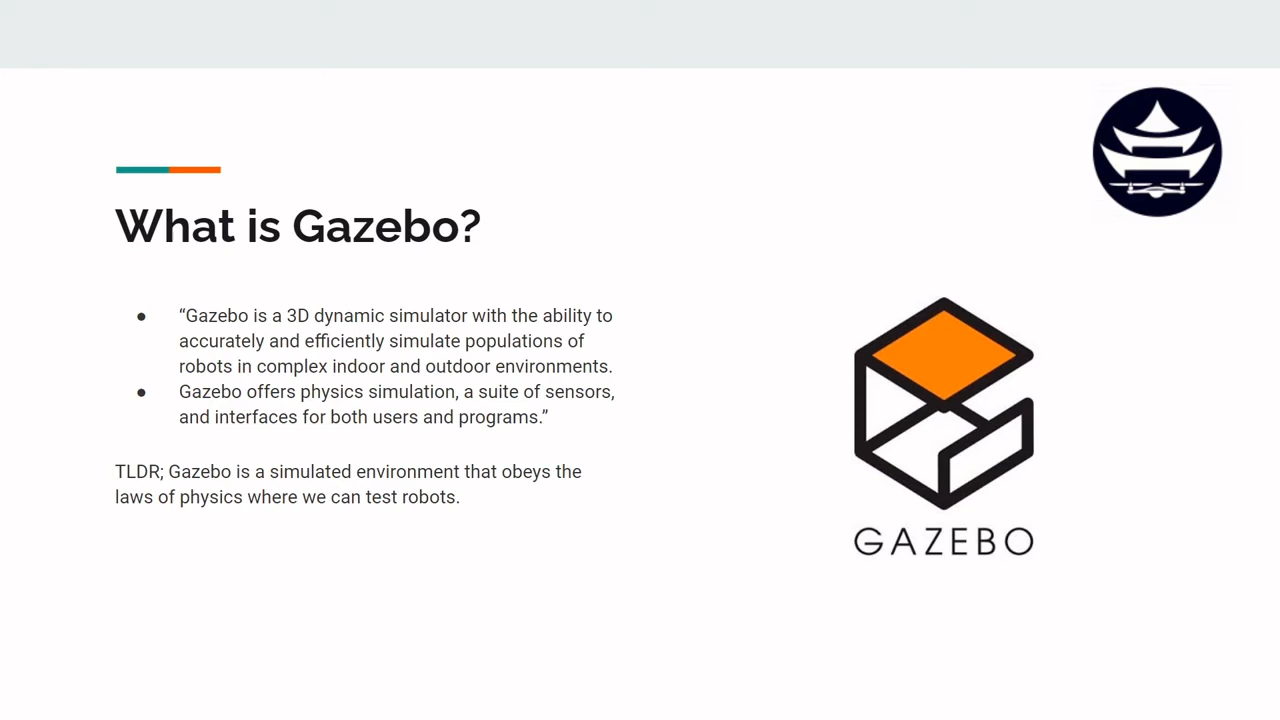 What is Gazebo?
● “Gazebo is a 3D dynamic simulator with the ability to
accurately and efficiently simulate populations of
robots in complex indoor and outdoor environments.
● Gazebo offers physics simulation, a suite of sensors,
and interfaces for both users and programs.”
TLDR; Gazebo is a simulated environment that obeys the
laws of physics where we can test robots.
GAZEBO